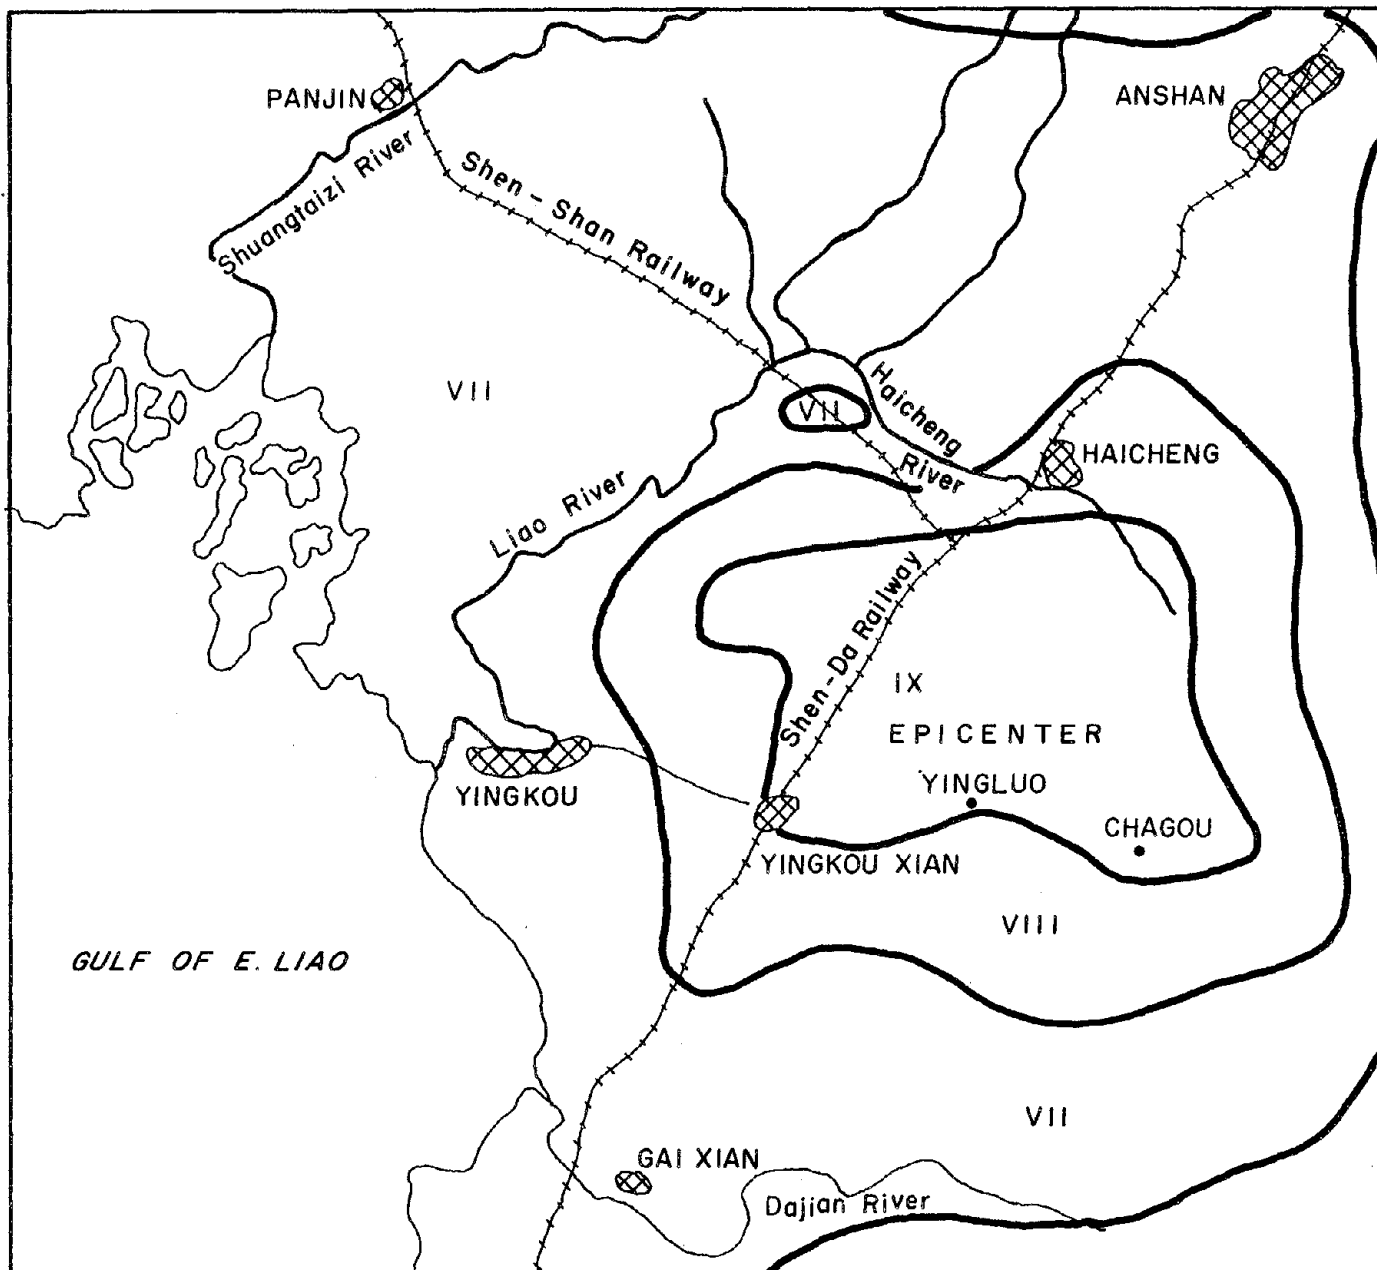 PANJIN
ANSHAN
Shuangtaizi River
Shen-Shan Railway
VII
VII
Haicheng River
HAICHENG
Liao River
Shen-Da Railway
IX
EPICENTER
YINGLUO
YINGKOU
CHAGOU
YINGKOU XIAN
VIII
GULF OF E. LIAO
VII
GAI XIAN
Dajian River